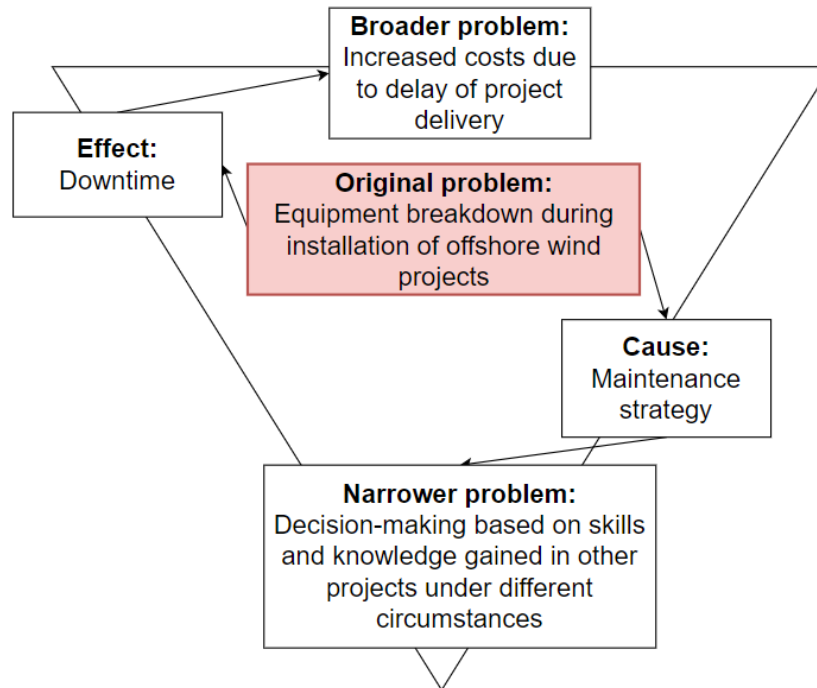 Broader problem:
Increased costs due
to delay of project
delivery
Effect:
Downtime
Original problem:
Equipment breakdown during
installation of offshore wind
projects
Cause:
Maintenance
strategy
Narrower problem:
Decision-making based on skills
and knowledge gained in other
projects under different
circumstances